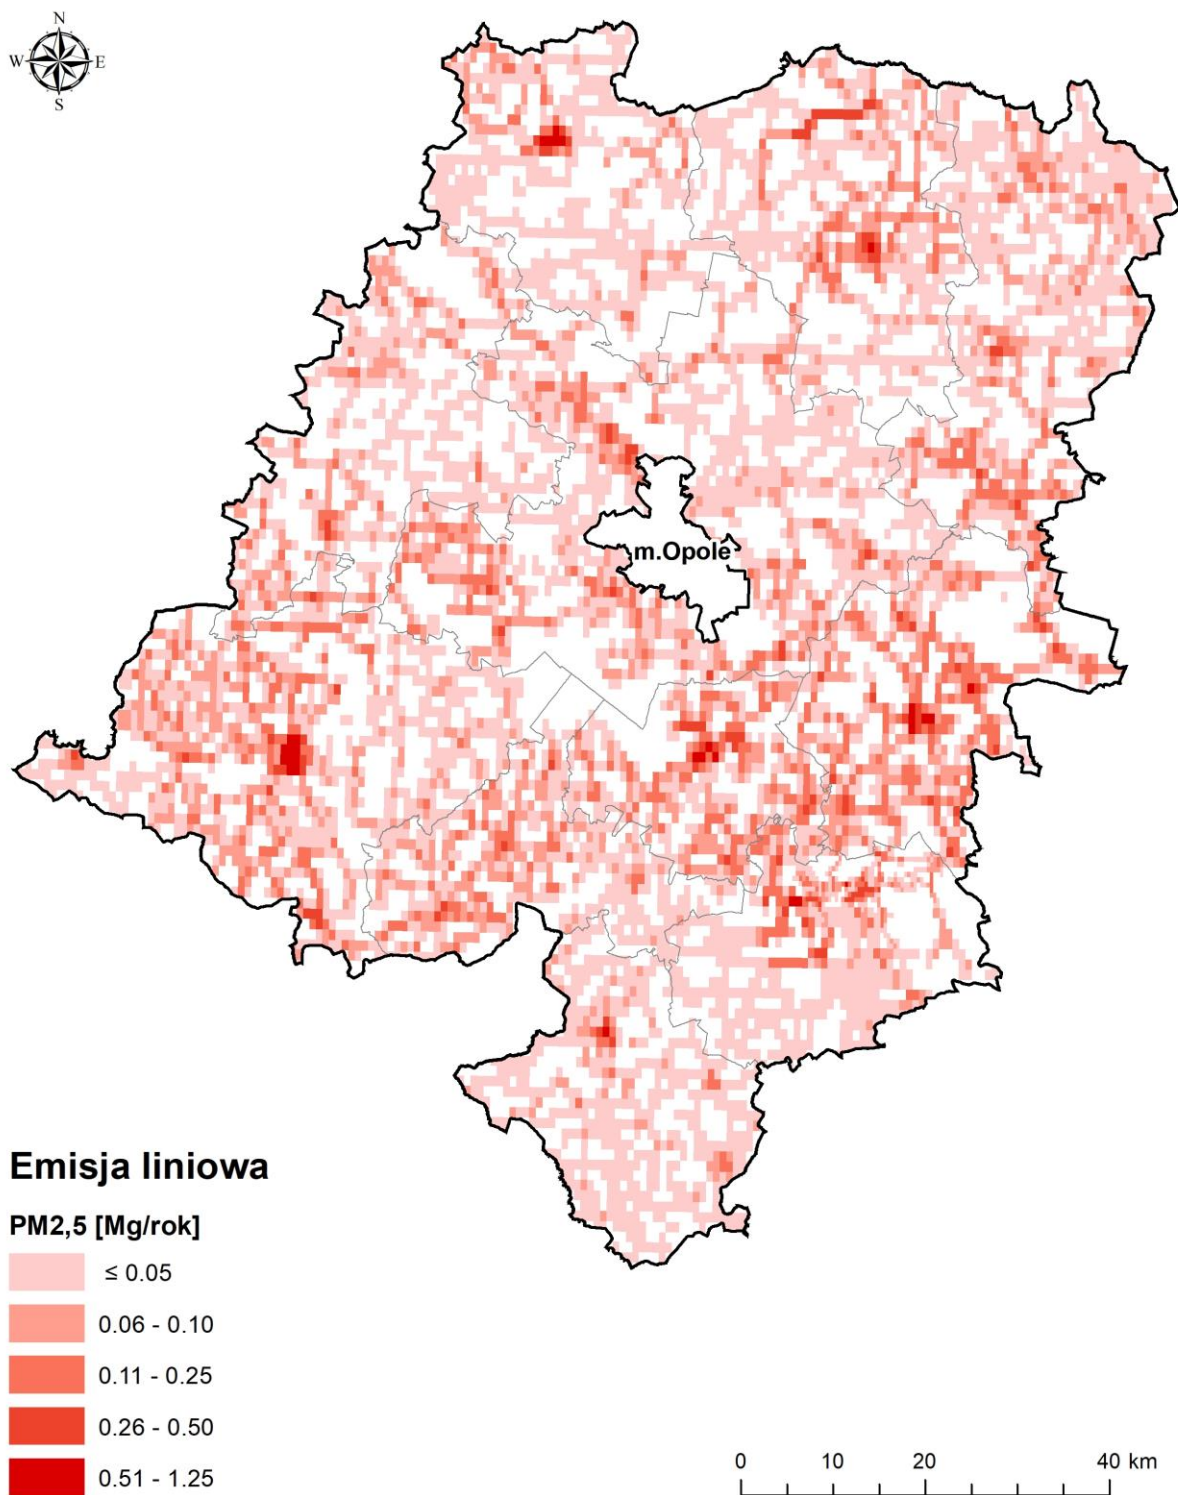 N
W E
S
m.Opole
Emisja liniowa
PM2,5 [Mg/rok]
≤ 0.05
0.06 - 0.10
0.11 - 0.25
0.26 - 0.50
0.51 - 1.25
0 10 20 40 km